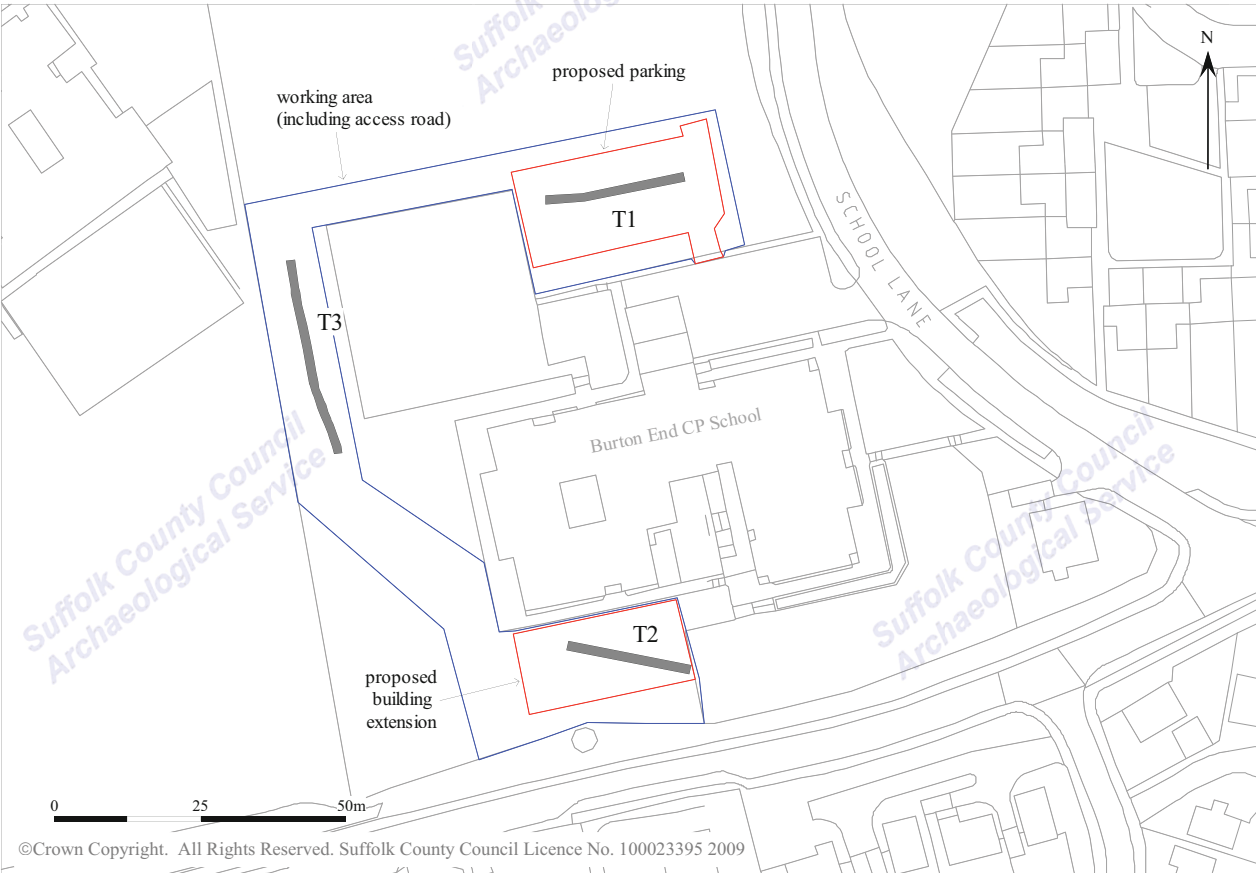 Suffolk County Council
Archaeological
N
proposed parking
working area
(including access road)
T1
SCHOOL LANE
T3
Burton End CP School
Suffolk County Council
Archaeological Service
Suffolk County Council
Archaeological Service
T2
proposed
building
extension
0 25 50m
©Crown Copyright. All Rights Reserved. Suffolk County Council Licence No. 100023395 2009